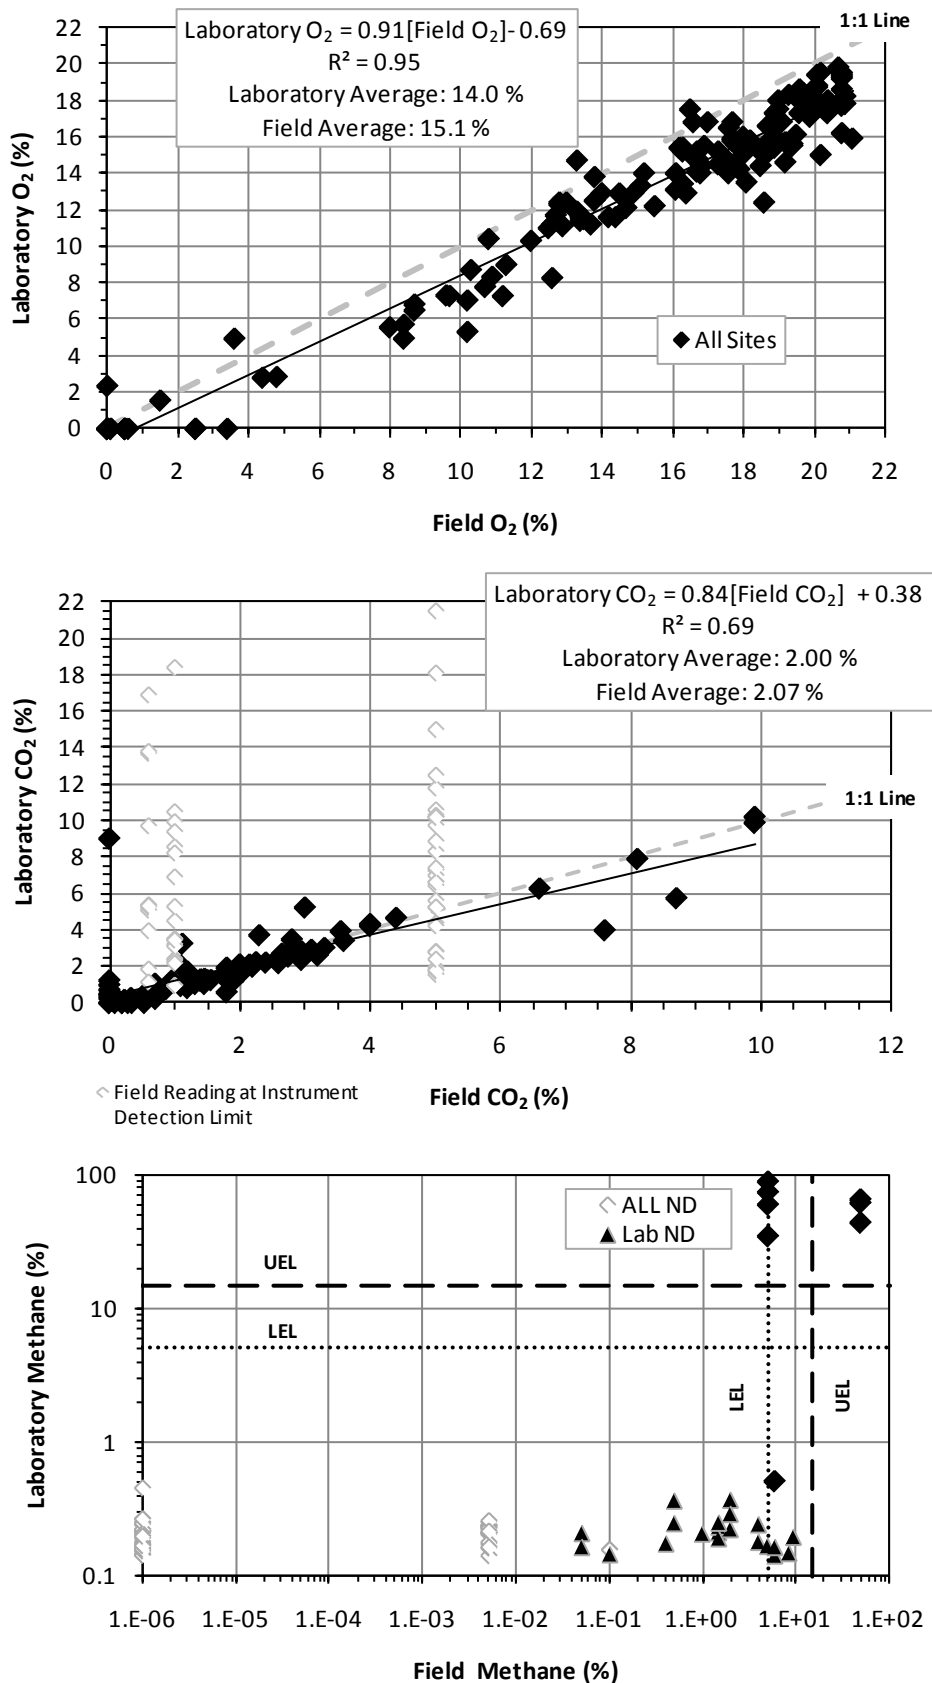 Laboratory O₂ = 0.91[Field O₂]- 0.69
R² = 0.95
Laboratory Average: 14.0 %
Field Average: 15.1 %
1:1 Line
22
20
18
16
14
12
10
8
6
4
2
0
Laboratory O₂ (%)
All Sites
0 2 4 6 8 10 12 14 16 18 20 22
Field O₂ (%)
Laboratory CO₂ = 0.84[Field CO₂] + 0.38
R² = 0.69
Laboratory Average: 2.00 %
Field Average: 2.07 %
22
20
18
16
14
12
10
8
6
4
2
0
Laboratory CO₂ (%)
1:1 Line
0 2 4 6 8 10 12
Field CO₂ (%)
Field Reading at Instrument
Detection Limit
100
10
1
0.1
Laboratory Methane (%)
ALL ND
Lab ND
UEL
LEL
LEL
UEL
1.E-06 1.E-05 1.E-04 1.E-03 1.E-02 1.E-01 1.E+00 1.E+01 1.E+02
Field Methane (%)